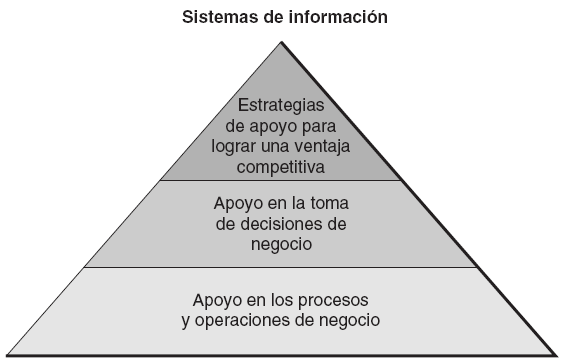 Sistemas de información
Estrategias
de apoyo para
lograr una ventaja
competitiva
Apoyo en la toma
de decisiones de
negocio
Apoyo en los procesos
y operaciones de negocio